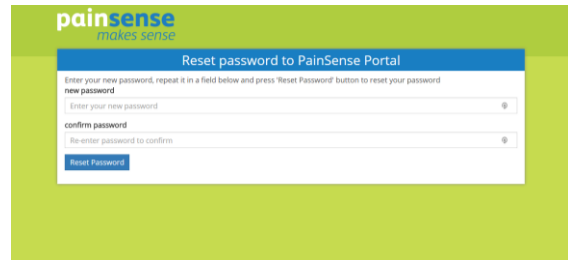 painsense
makes sense
Reset password to PainSense Portal
Enter your new password, repeat it in a field below and press 'Reset Password' button to reset your password
new password
Enter your new password
confirm password
Re-enter password to confirm
Reset Password